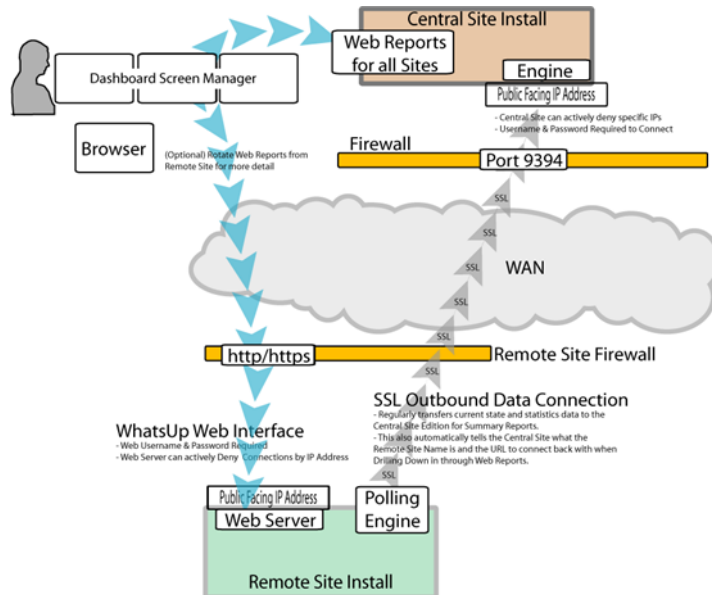 Central Site Install
Web Reports
for all Sites
Dashboard Screen Manager
Engine
Public Facing IP Address
- Central Site can actively deny specific IPs
- Username & Password Required to Connect
Browser
(Optional) Rotate Web Reports from
Remote Site for more detail
Firewall
Port 9394
SSL
SSL
WAN
SSL
SSL
SSL
http/https
Remote Site Firewall
SSL
SSL Outbound Data Connection
- Regularly transfers current state and statistics data to the
Central Site Edition for Summary Reports.
- This also automatically tells the Central Site what the
Remote Site Name is and the URL to connect back with when
Drilling Down in through Web Reports.
WhatsUp Web Interface
- Web Username & Password Required
- Web Server can actively Deny Connections by IP Address
SSL
Public Facing IP Address
Web Server
Polling
Engine
Remote Site Install